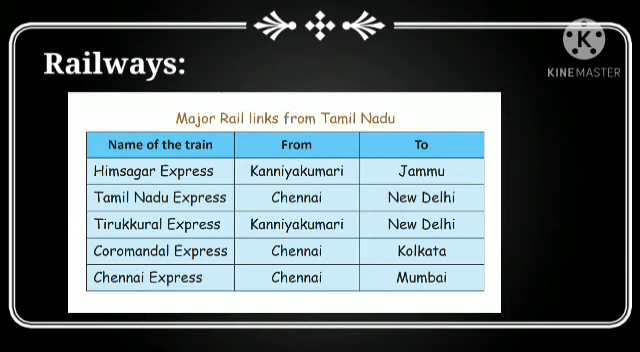 Railways:
KINEMASTER
Major Rail links from Tamil Nadu
Name of the train From To
Himsagar Express Kanniyakumari Jammu
Tamil Nadu Express Chennai New Delhi
Tirukkural Express Kanniyakumari New Delhi
Coromandal Express Chennai Kolkata
Chennai Express Chennai Mumbai